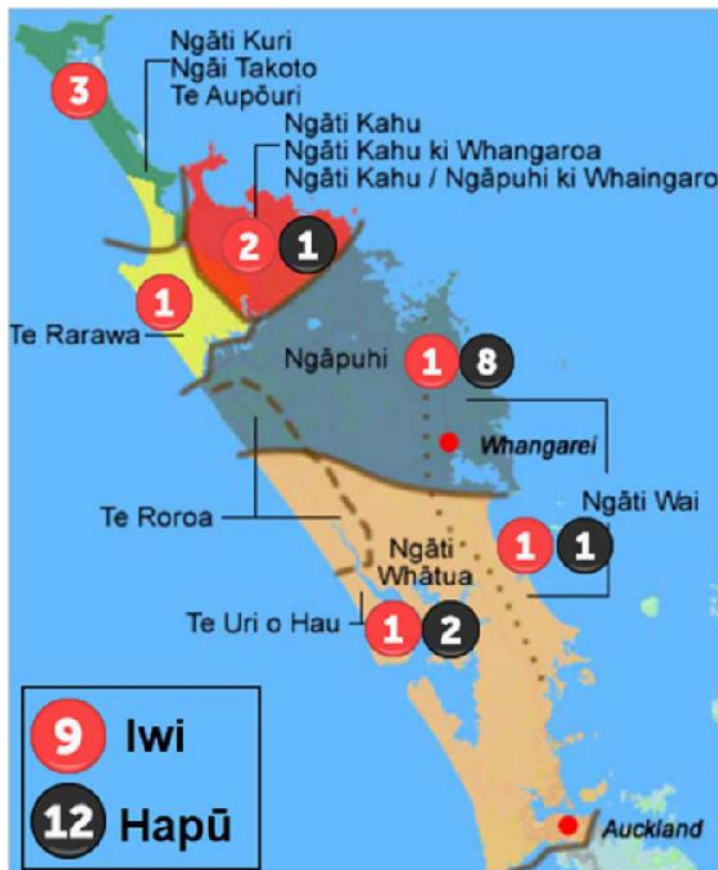 Ngāti Kuri
Ngāi Takoto
Te Aupōuri
3
Ngāti Kahu
Ngāti Kahu ki Whangaroa
Ngāti Kahu / Ngāpuhi ki Whaingaro
2 1
1
Te Rarawa
Ngāpuhi 1 8
Whangarei
Te Roroa
Ngāti Wai
1 1
Ngāti
Whātua
Te Uri o Hau 1 2
9 Iwi
12 Hapū
Auckland